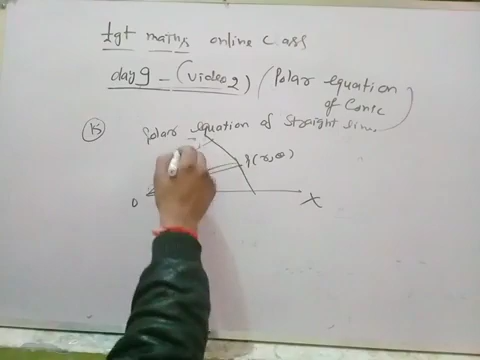 tgt maths online class
day 9 - (video 2) (Polar equation
of Conic)
(15) Polar equation of straight line
P(r, θ)
O
X